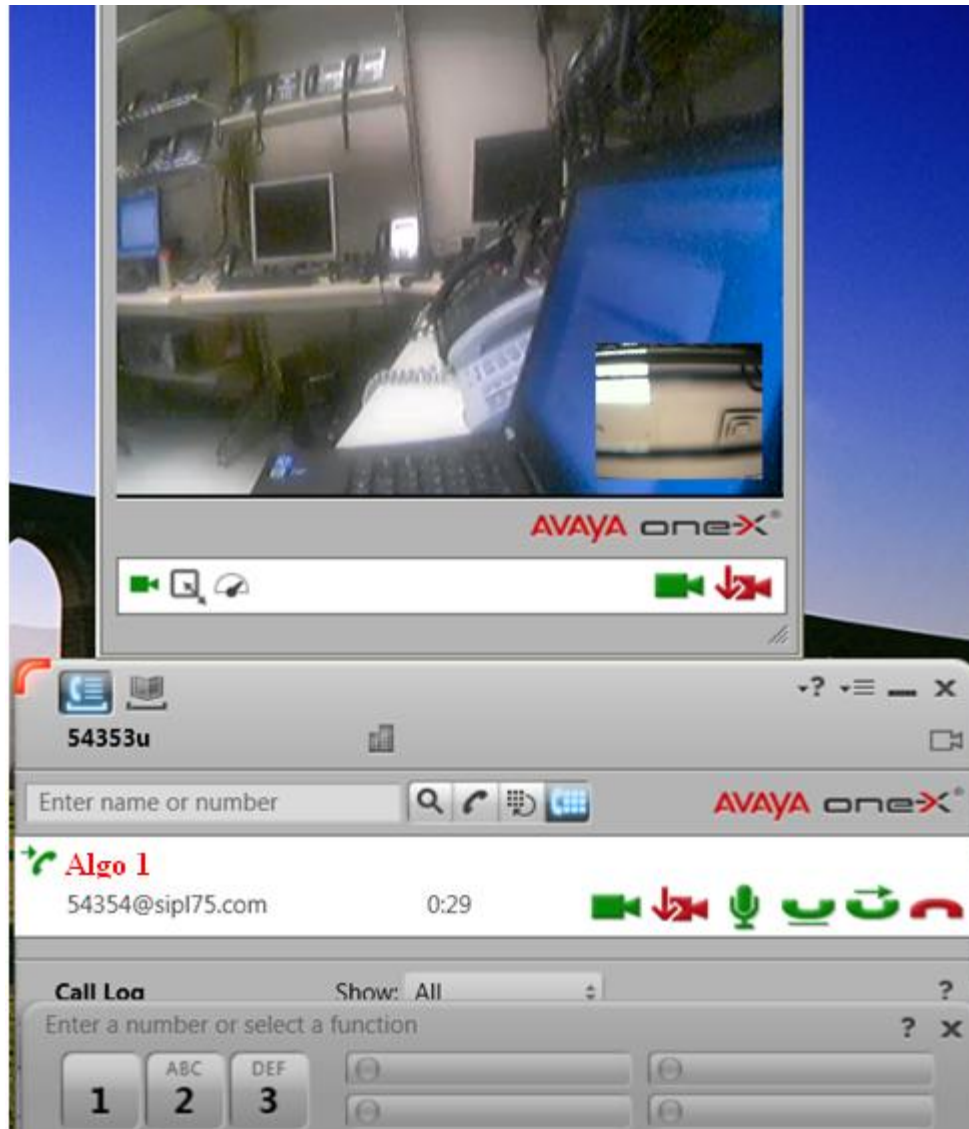 AVAYA one-X®
54353u
Enter name or number
AVAYA one-X®
Algo 1
54354@sipl75.com 0:29
Call Log Show: All
Enter a number or select a function
1 ABC 2 DEF 3